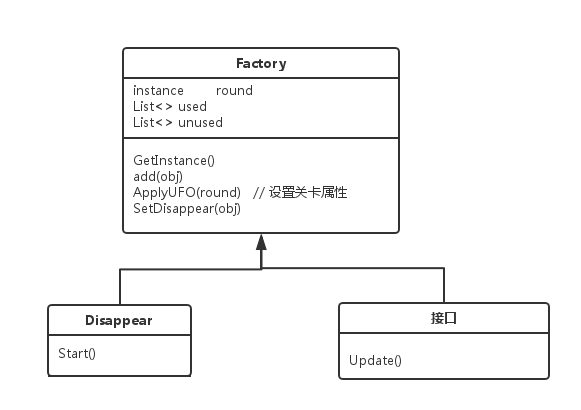 Factory
instance round
List<> used
List<> unused
GetInstance()
add(obj)
ApplyUFO(round) // 设置关卡属性
SetDisappear(obj)
Disappear
Start()
接口
Update()